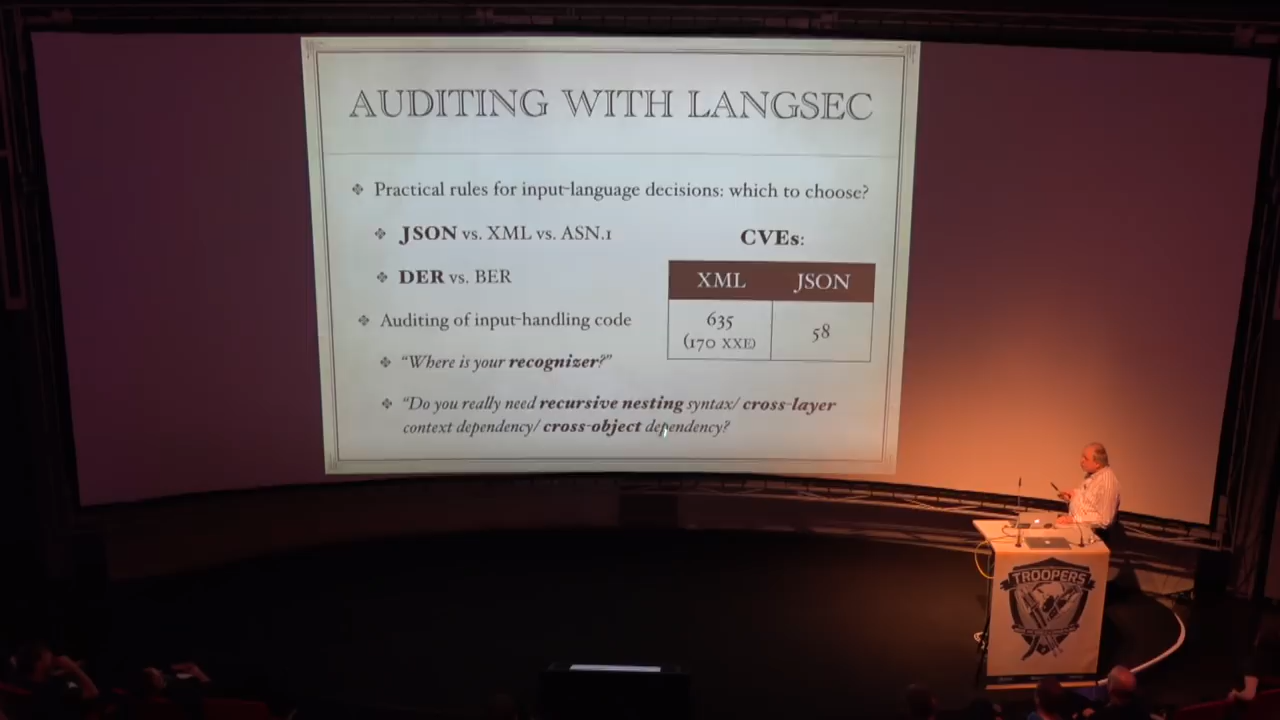 AUDITING WITH LANGSEC
Practical rules for input-language decisions: which to choose?
JSON vs. XML vs. ASN.1
DER vs. BER
Auditing of input-handling code
"Where is your recognizer?"
"Do you really need recursive nesting syntax/ cross-layer
context dependency/ cross-object dependency?
CVEs:
XML JSON
635 58
(170 XXE)
TROOPERS